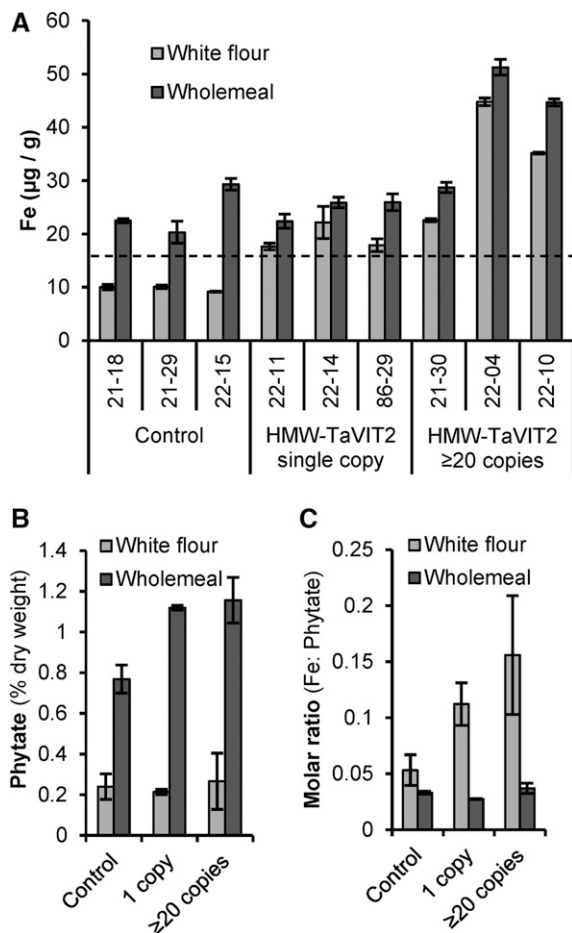 A
60
50
40
30
20
10
0
Fe (µg / g)
White flour
Wholemeal
21-18
21-29
22-15
22-11
22-14
86-29
21-30
22-04
22-10
Control
HMW-TaVIT2
single copy
HMW-TaVIT2
≥20 copies
B
1.4
1.2
1
0.8
0.6
0.4
0.2
0
Phytate (% dry weight)
White flour
Wholemeal
Control
1 copy
≥20 copies
C
0.25
0.2
0.15
0.1
0.05
0
Molar ratio (Fe: Phytate)
White flour
Wholemeal
Control
1 copy
≥20 copies